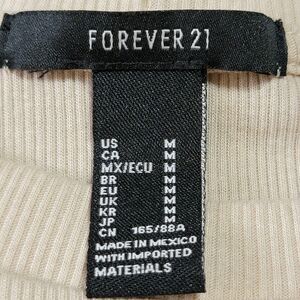 FOREVER 21
US M
CA M
MX/ECU M
BR M
EU M
UK M
KR M
JP M
CN 165/88A
MADE IN MEXICO
WITH IMPORTED
MATERIALS